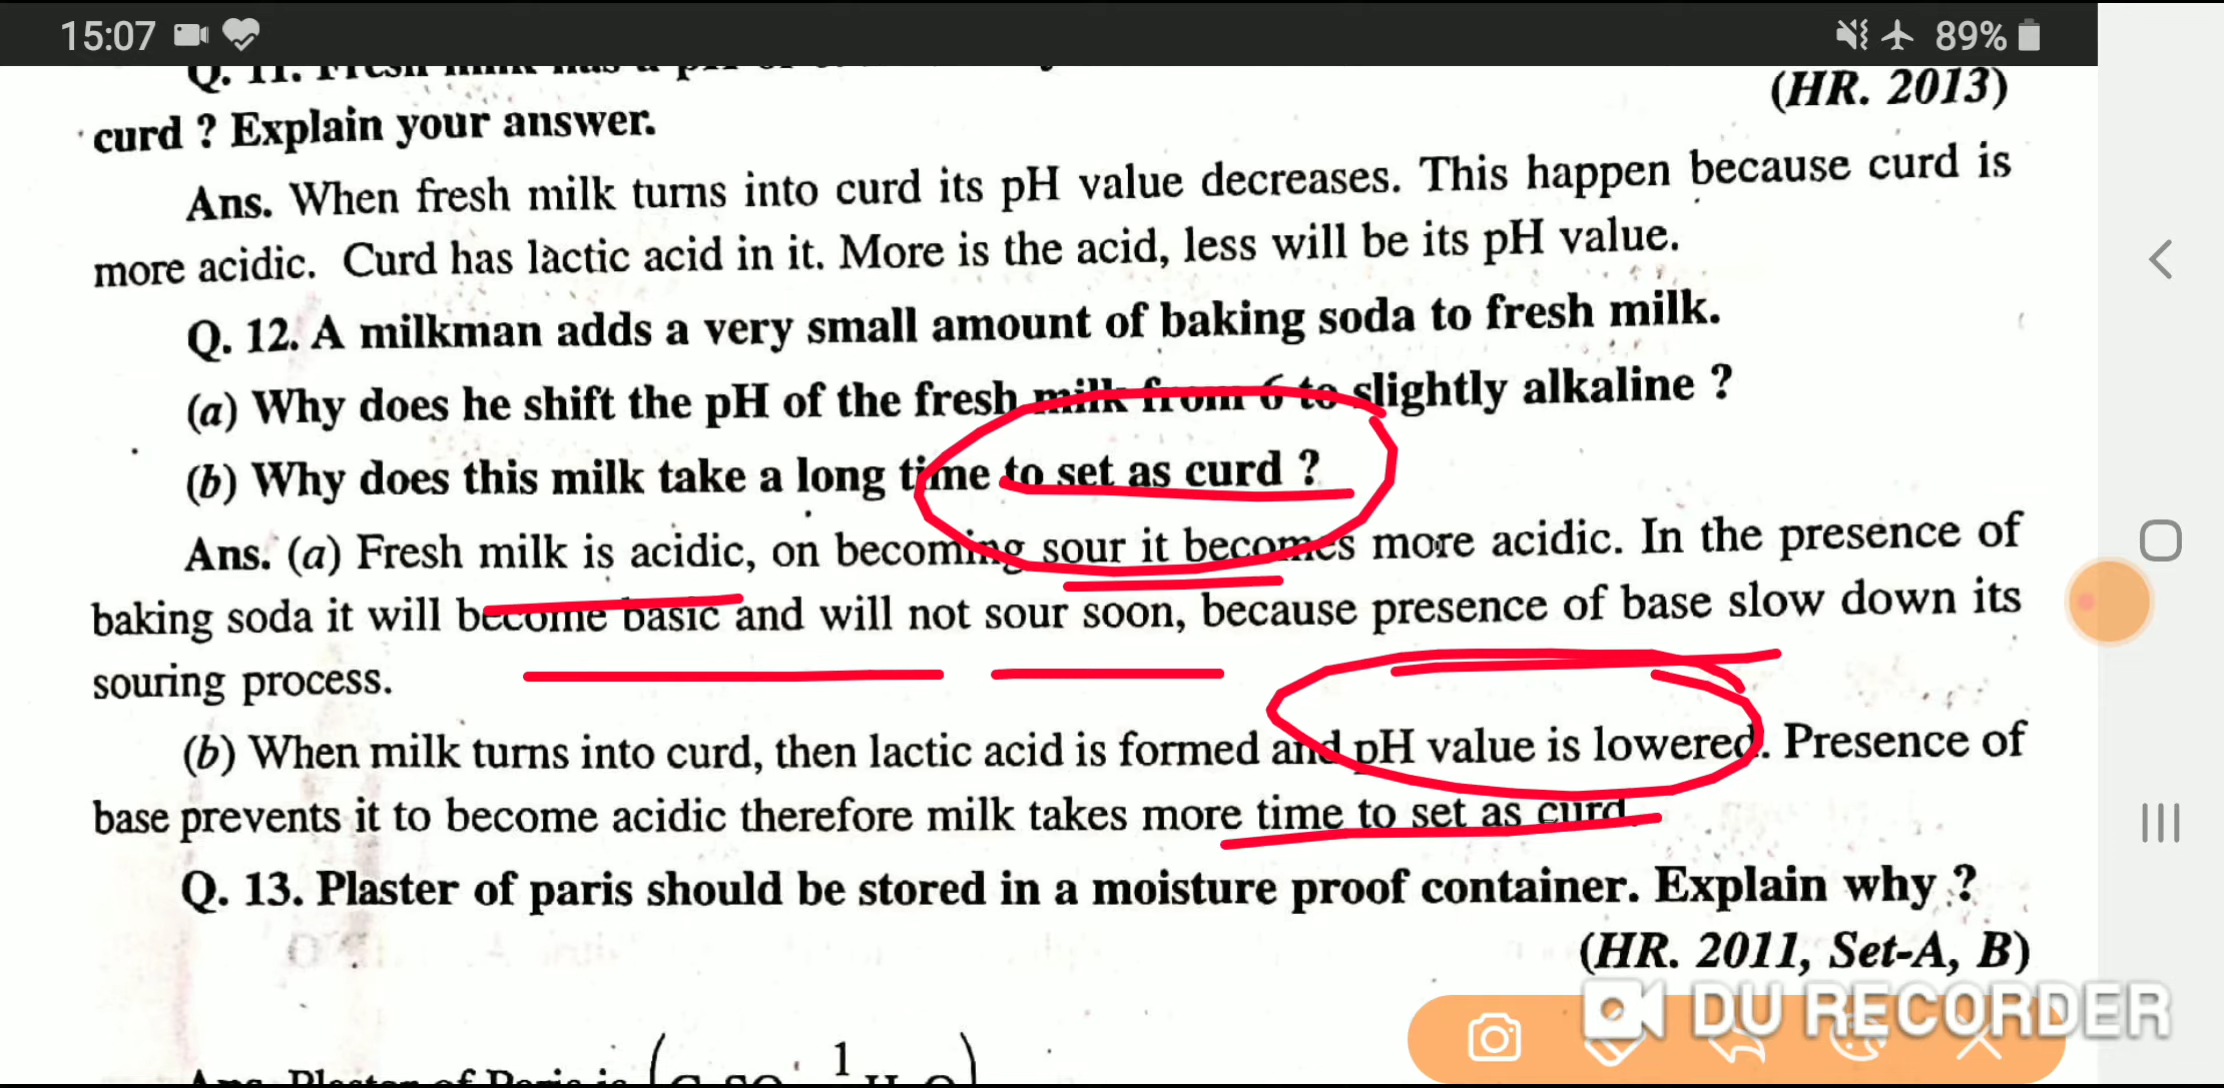 15:07
89%
(HR. 2013)
curd ? Explain your answer.
Ans. When fresh milk turns into curd its pH value decreases. This happen because curd is
more acidic. Curd has lactic acid in it. More is the acid, less will be its pH value.
Q. 12. A milkman adds a very small amount of baking soda to fresh milk.
(a) Why does he shift the pH of the fresh milk from 6 to slightly alkaline ?
(b) Why does this milk take a long time to set as curd ?
Ans. (a) Fresh milk is acidic, on becoming sour it becomes more acidic. In the presence of
baking soda it will become basic and will not sour soon, because presence of base slow down its
souring process.
(b) When milk turns into curd, then lactic acid is formed and pH value is lowered. Presence of
base prevents it to become acidic therefore milk takes more time to set as curd.
Q. 13. Plaster of paris should be stored in a moisture proof container. Explain why ?
(HR. 2011, Set-A, B)
DU RECORDER